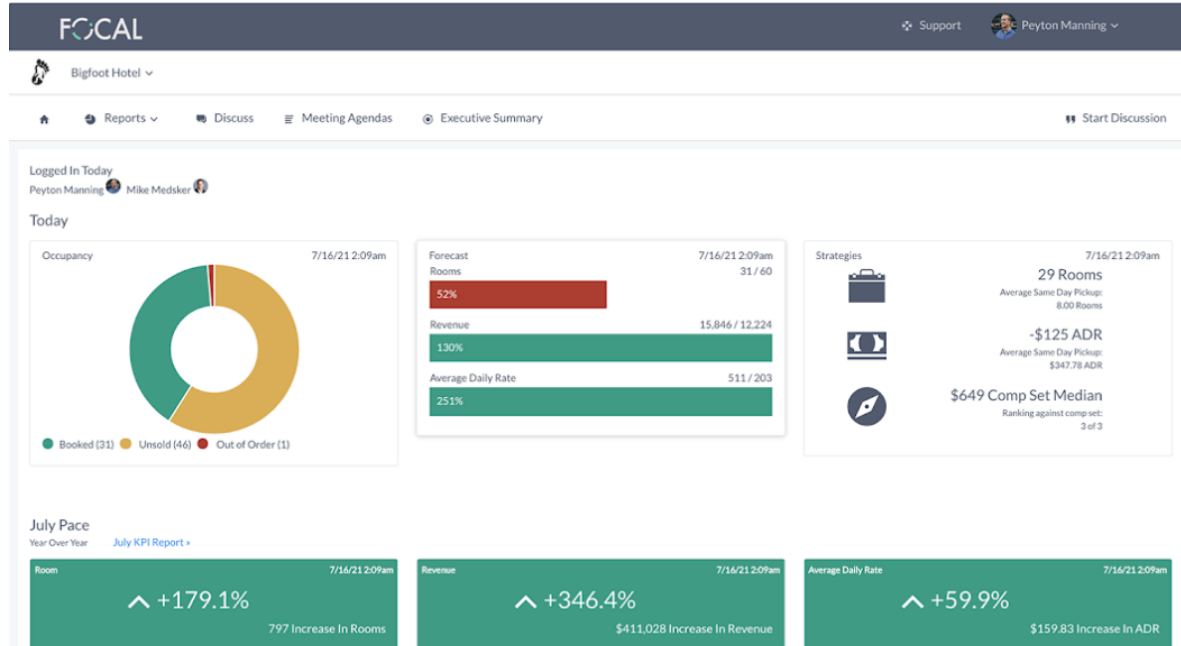 FOCAL
Support
Peyton Manning
Bigfoot Hotel
Reports
Discuss
Meeting Agendas
Executive Summary
Start Discussion
Logged In Today
Peyton Manning Mike Medsker
Today
Occupancy 7/16/21 2:09am
Booked (31) Unsold (46) Out of Order (1)
Forecast 7/16/21 2:09am
Rooms 31 / 60
52%
Revenue 15,846 / 12,224
130%
Average Daily Rate 511 / 203
251%
Strategies 7/16/21 2:09am
29 Rooms
Average Same Day Pickup:
8.00 Rooms
-$125 ADR
Average Same Day Pickup:
$347.78 ADR
$649 Comp Set Median
Ranking against comp set:
3 of 3
July Pace
Year Over Year July KPI Report »
Room 7/16/21 2:09am
+179.1%
797 Increase In Rooms
Revenue 7/16/21 2:09am
+346.4%
$411,028 Increase In Revenue
Average Daily Rate 7/16/21 2:09am
+59.9%
$159.83 Increase In ADR